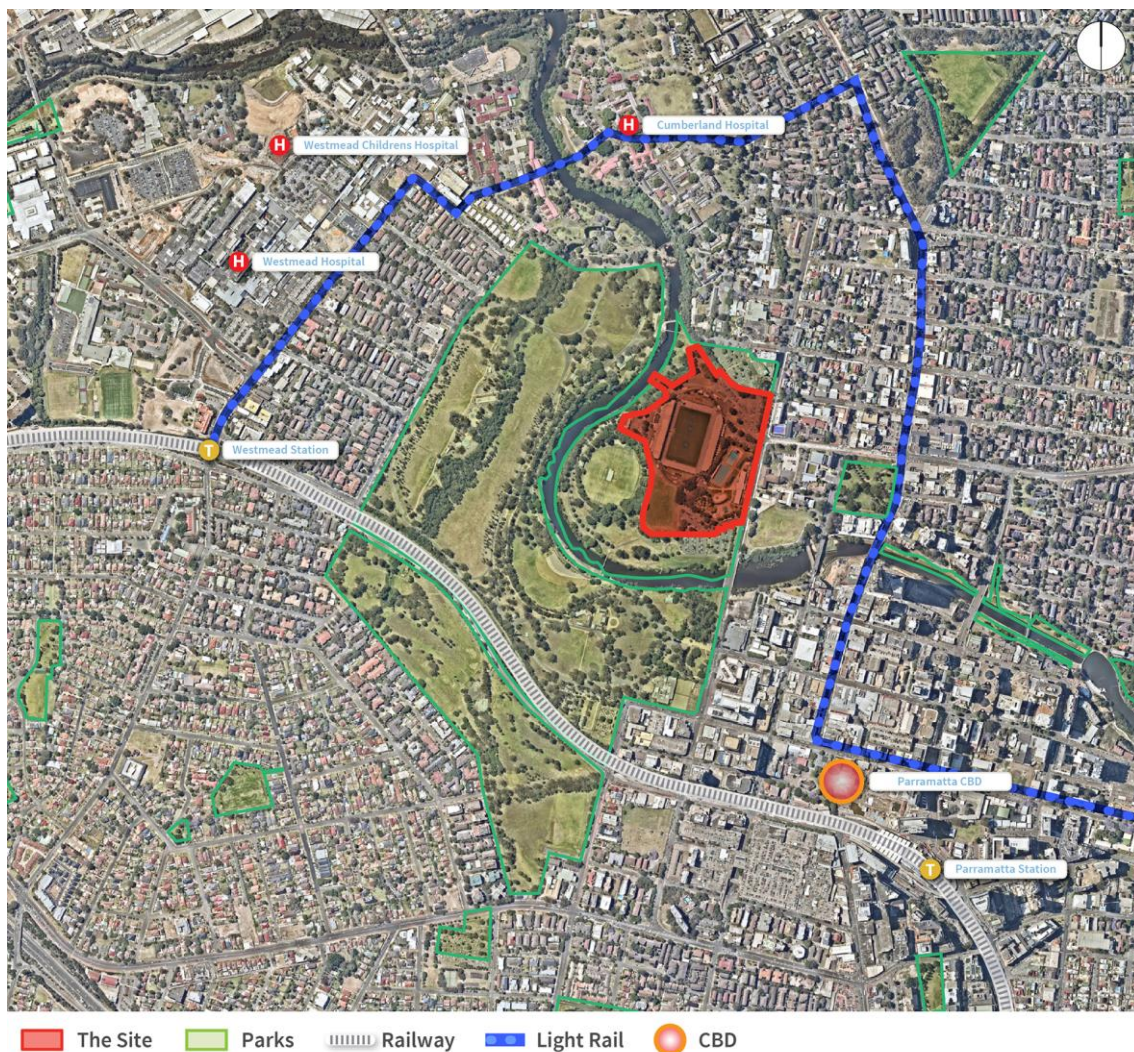 H Cumberland Hospital
H Westmead Childrens Hospital
H Westmead Hospital
T Westmead Station
Parramatta CBD
T Parramatta Station
The Site
Parks
Railway
Light Rail
CBD